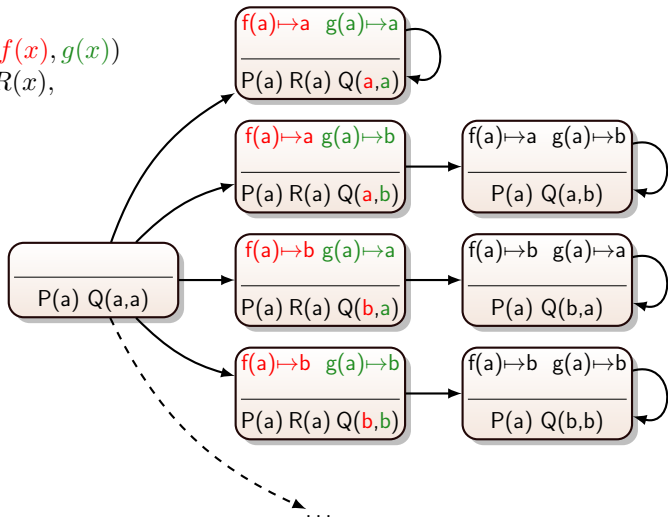 f(x), g(x))
R(x),
f(a)↦a g(a)↦a
P(a) R(a) Q(a,a)
f(a)↦a g(a)↦b
P(a) R(a) Q(a,b)
f(a)↦a g(a)↦b
P(a) Q(a,b)
P(a) Q(a,a)
f(a)↦b g(a)↦a
P(a) R(a) Q(b,a)
f(a)↦b g(a)↦a
P(a) Q(b,a)
f(a)↦b g(a)↦b
P(a) R(a) Q(b,b)
f(a)↦b g(a)↦b
P(a) Q(b,b)
...